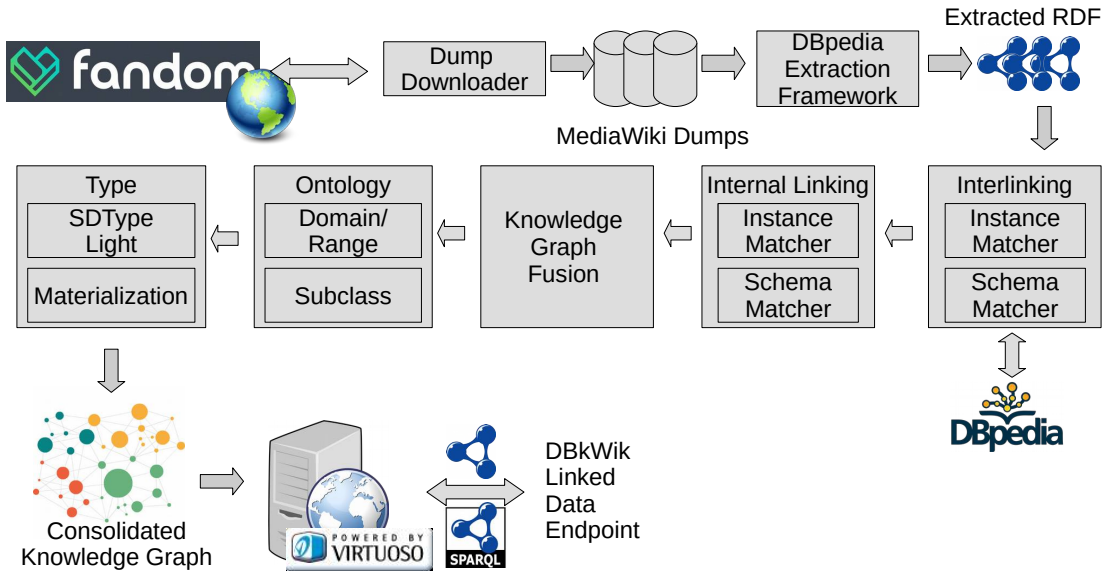 fandom
Dump
Downloader
MediaWiki Dumps
DBpedia
Extraction
Framework
Extracted RDF
Interlinking
Instance
Matcher
Schema
Matcher
DBpedia
Internal Linking
Instance
Matcher
Schema
Matcher
Knowledge
Graph
Fusion
Ontology
Domain/
Range
Subclass
Type
SDType
Light
Materialization
Consolidated
Knowledge Graph
POWERED BY
VIRTUOSO
SPARQL
DBkWik
Linked
Data
Endpoint